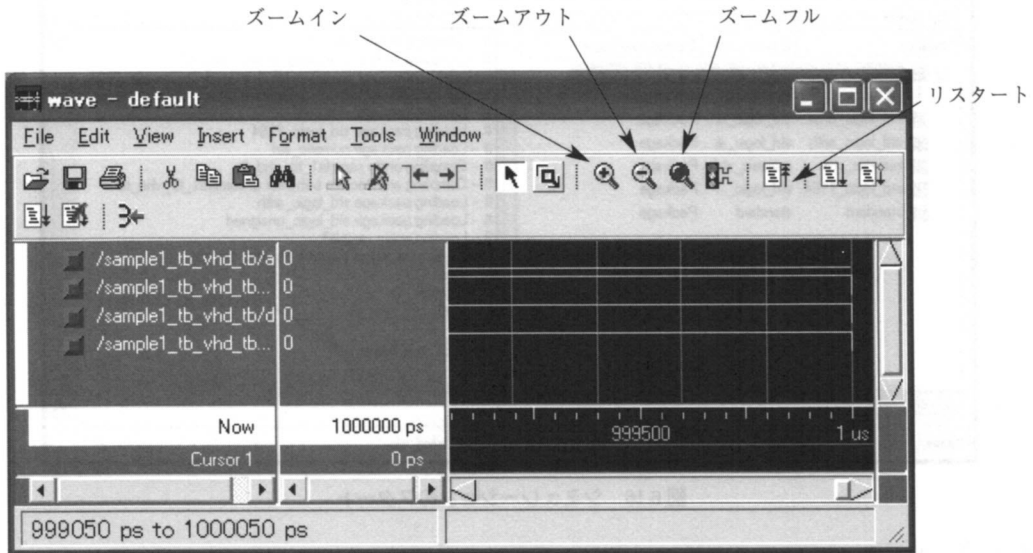 ズームイン ズームアウト ズームフル
リスタート
wave - default
File Edit View Insert Format Tools Window
/sample1_tb_vhd_tb/a 0
/sample1_tb_vhd_tb... 0
/sample1_tb_vhd_tb/d 0
/sample1_tb_vhd_tb... 0
Now 1000000 ps 999500 1 us
Cursor 1 0 ps
999050 ps to 1000050 ps